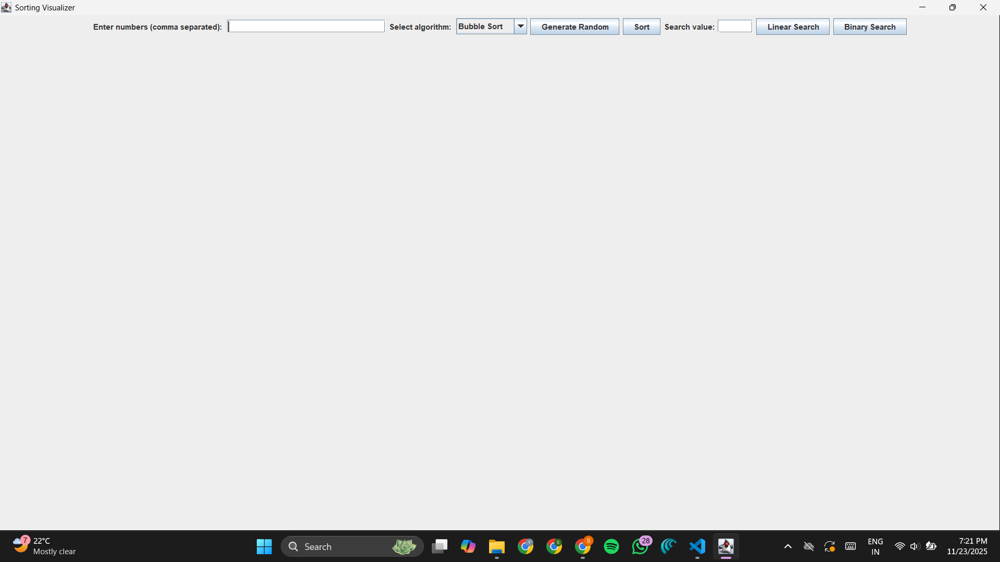 Sorting Visualizer
Enter numbers (comma separated): Select algorithm: Bubble Sort Generate Random Sort Search value: Linear Search Binary Search
7
22°C
Mostly clear
Search
Y
S
S
28
ENG
IN
7:21 PM
11/23/2025